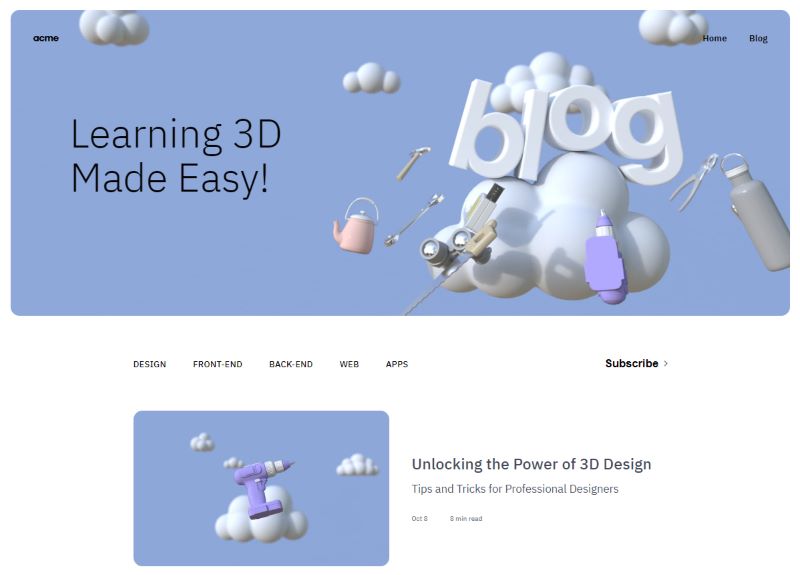 acme
Home
Blog
Learning 3D
Made Easy!
blog
DESIGN
FRONT-END
BACK-END
WEB
APPS
Subscribe
Unlocking the Power of 3D Design
Tips and Tricks for Professional Designers
Oct 8
8 min read